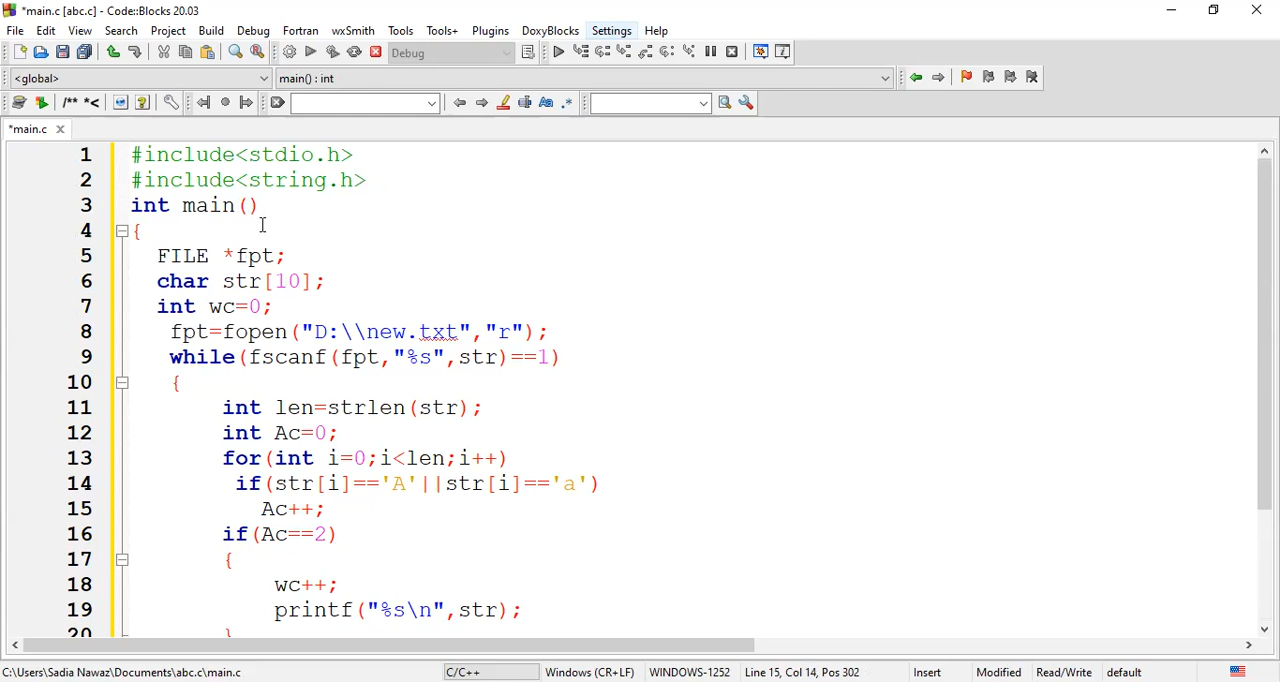 *main.c [abc.c] - Code::Blocks 20.03
File Edit View Search Project Build Debug Fortran wxSmith Tools Tools+ Plugins DoxyBlocks Settings Help
Debug
<global> main() : int
/** *<
*main.c
1 #include<stdio.h>
2 #include<string.h>
3 int main()
4 {
5 FILE *fpt;
6 char str[10];
7 int wc=0;
8 fpt=fopen("D:\\new.txt","r");
9 while(fscanf(fpt,"%s",str)==1)
10 {
11 int len=strlen(str);
12 int Ac=0;
13 for(int i=0;i<len;i++)
14 if(str[i]=='A'||str[i]=='a')
15 Ac++;
16 if(Ac==2)
17 {
18 wc++;
19 printf("%s\n",str);
20 }
C:\Users\Sadia Nawaz\Documents\abc.c\main.c C/C++ Windows (CR+LF) WINDOWS-1252 Line 15, Col 14, Pos 302 Insert Modified Read/Write default